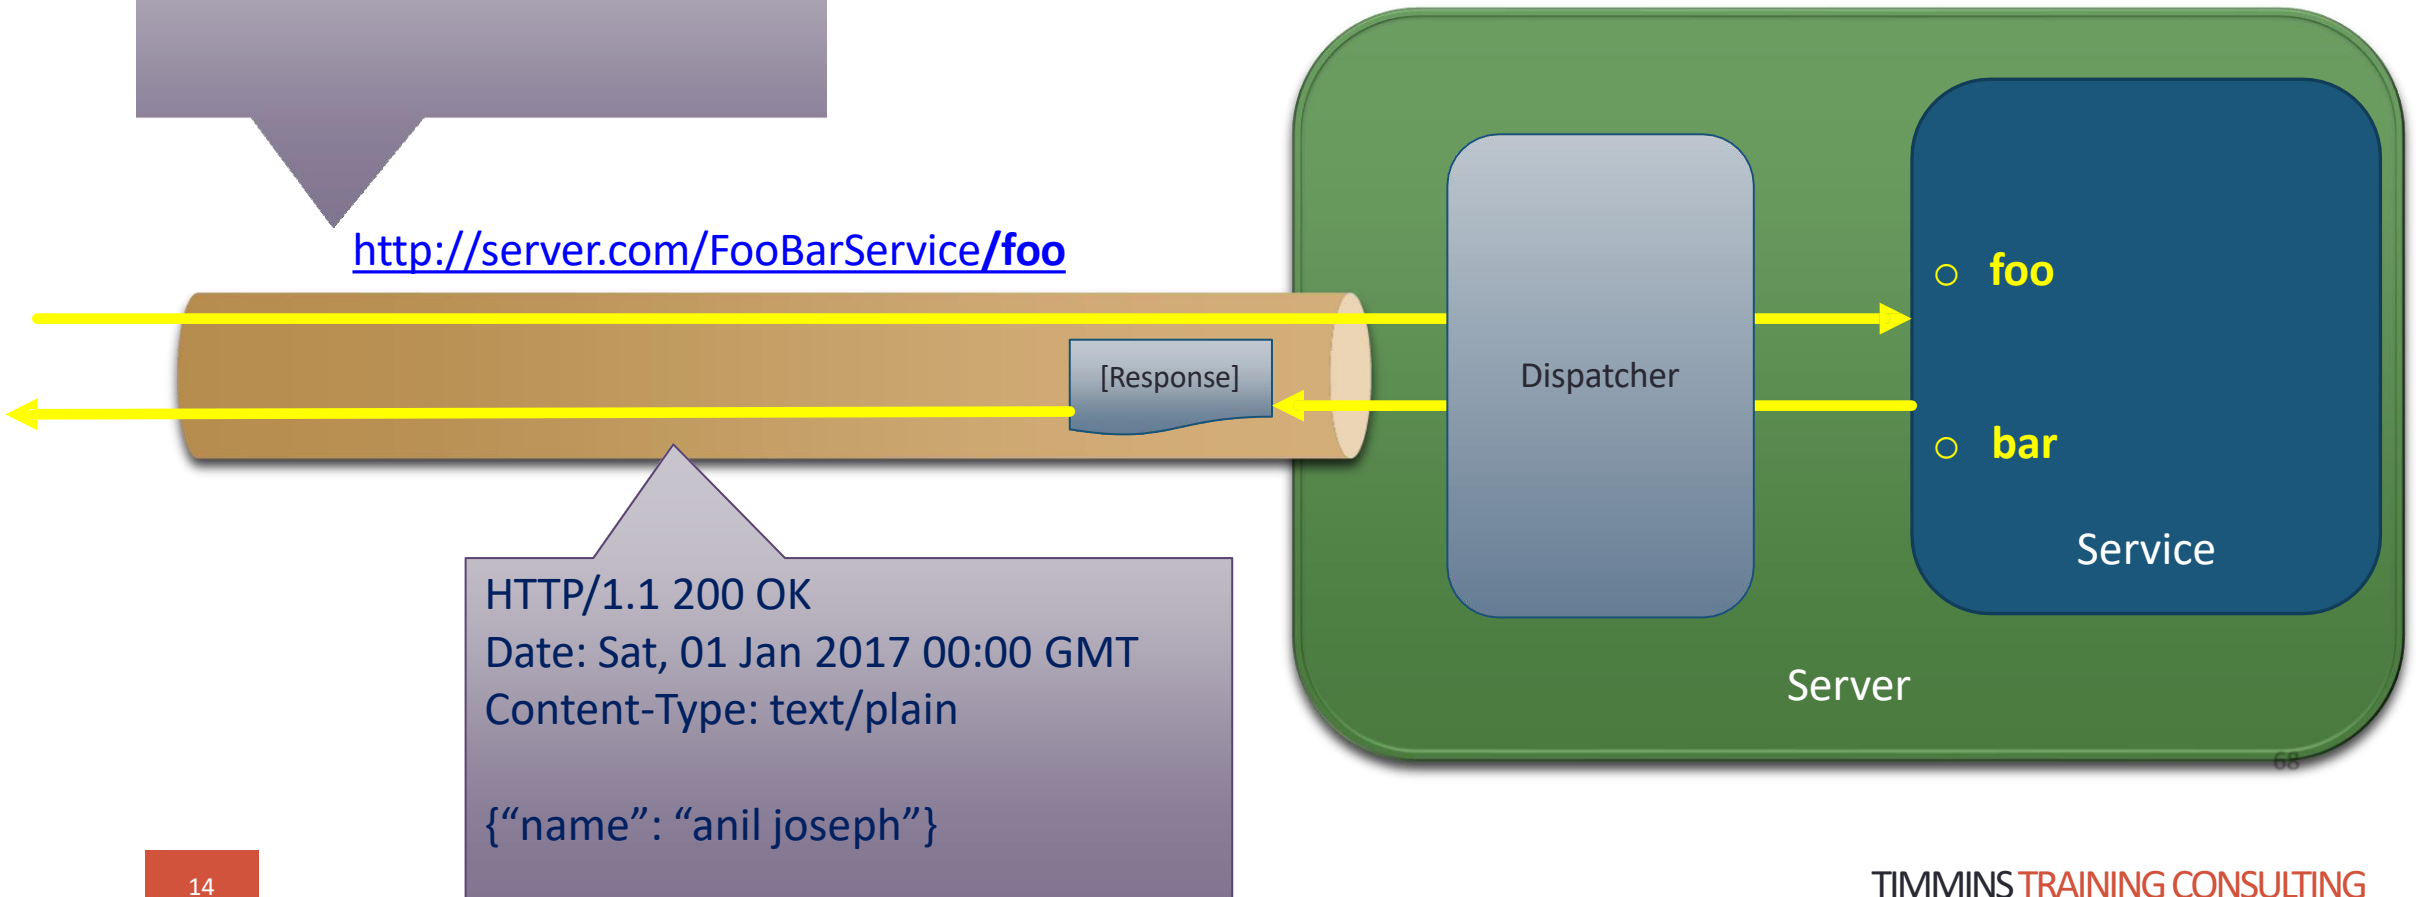 http://server.com/FooBarService/foo
foo
[Response]
Dispatcher
bar
Service
HTTP/1.1 200 OK
Date: Sat, 01 Jan 2017 00:00 GMT
Content-Type: text/plain
{“name”: “anil joseph”}
Server
68
14
TIMMINS TRAINING CONSULTING